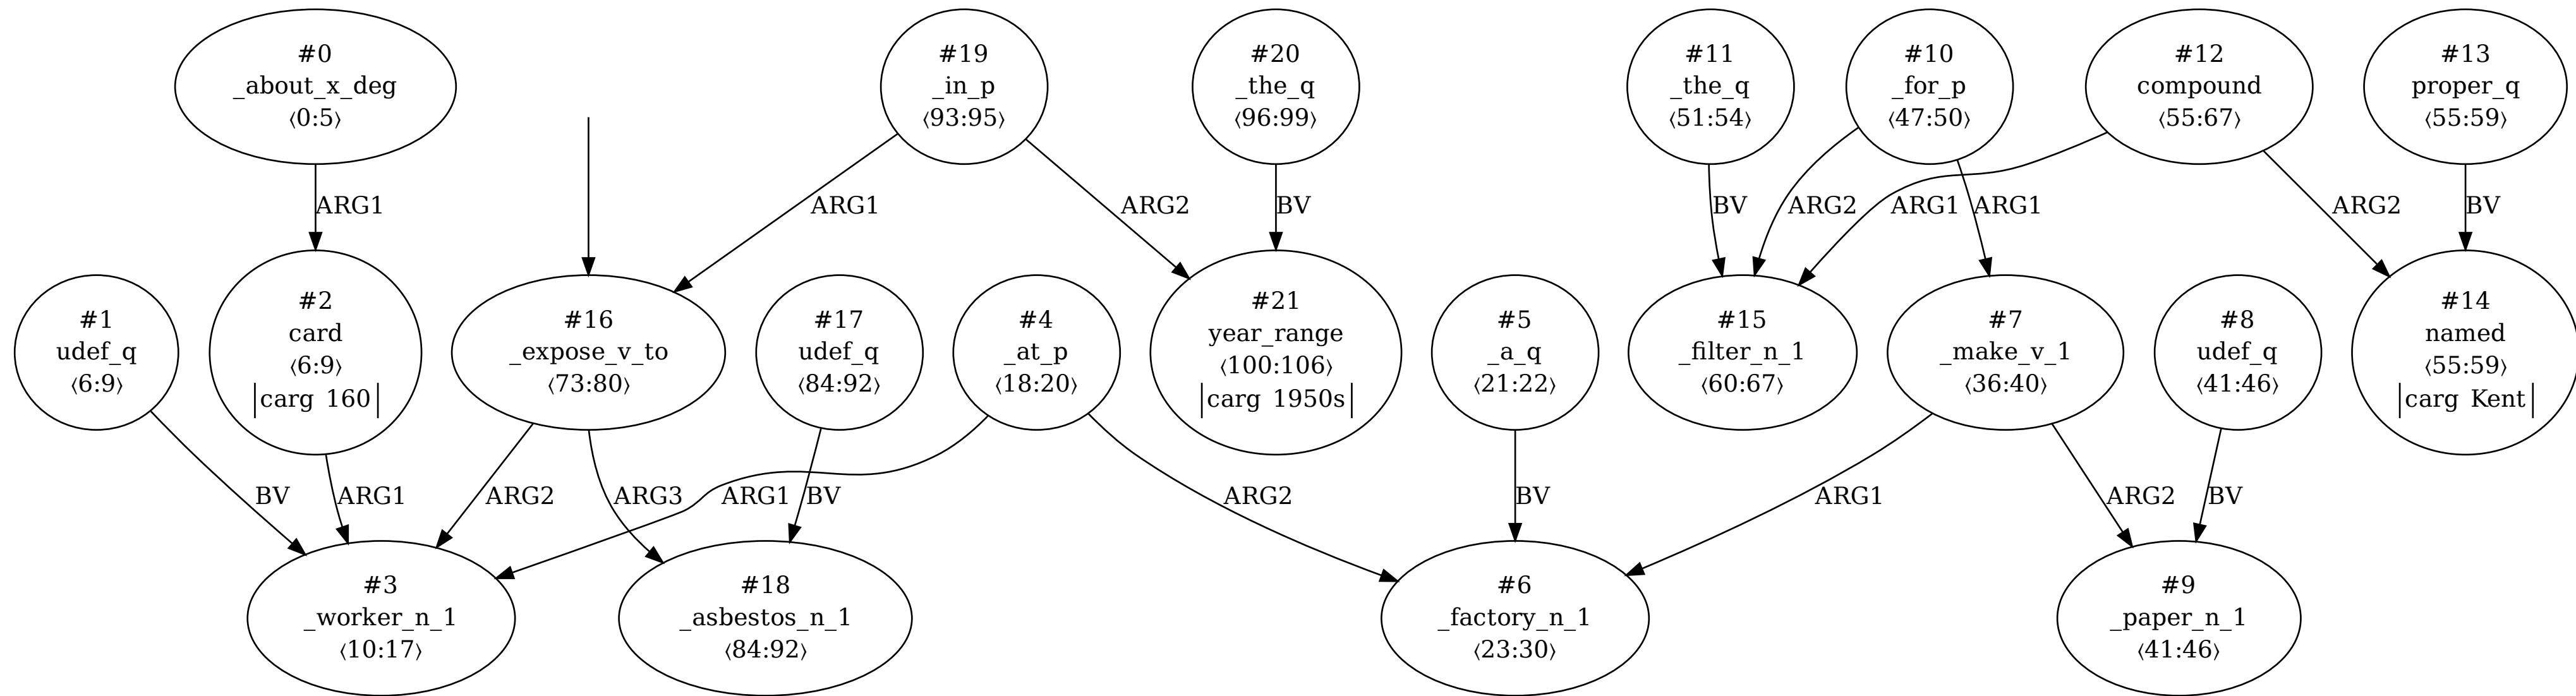 #0
_about_x_deg
⟨0:5⟩
#19
_in_p
⟨93:95⟩
#20
_the_q
⟨96:99⟩
#11
_the_q
⟨51:54⟩
#10
_for_p
⟨47:50⟩
#12
compound
⟨55:67⟩
#13
proper_q
⟨55:59⟩
ARG1
ARG1
ARG2
BV
BV
ARG2
ARG1
ARG1
ARG2
BV
#1
udef_q
⟨6:9⟩
#2
card
⟨6:9⟩
|carg 160|
#16
_expose_v_to
⟨73:80⟩
#17
udef_q
⟨84:92⟩
#4
_at_p
⟨18:20⟩
#21
year_range
⟨100:106⟩
|carg 1950s|
#5
_a_q
⟨21:22⟩
#15
_filter_n_1
⟨60:67⟩
#7
_make_v_1
⟨36:40⟩
#8
udef_q
⟨41:46⟩
#14
named
⟨55:59⟩
|carg Kent|
BV
ARG1
ARG2
ARG3
ARG1
BV
ARG2
BV
ARG1
ARG2
BV
#3
_worker_n_1
⟨10:17⟩
#18
_asbestos_n_1
⟨84:92⟩
#6
_factory_n_1
⟨23:30⟩
#9
_paper_n_1
⟨41:46⟩